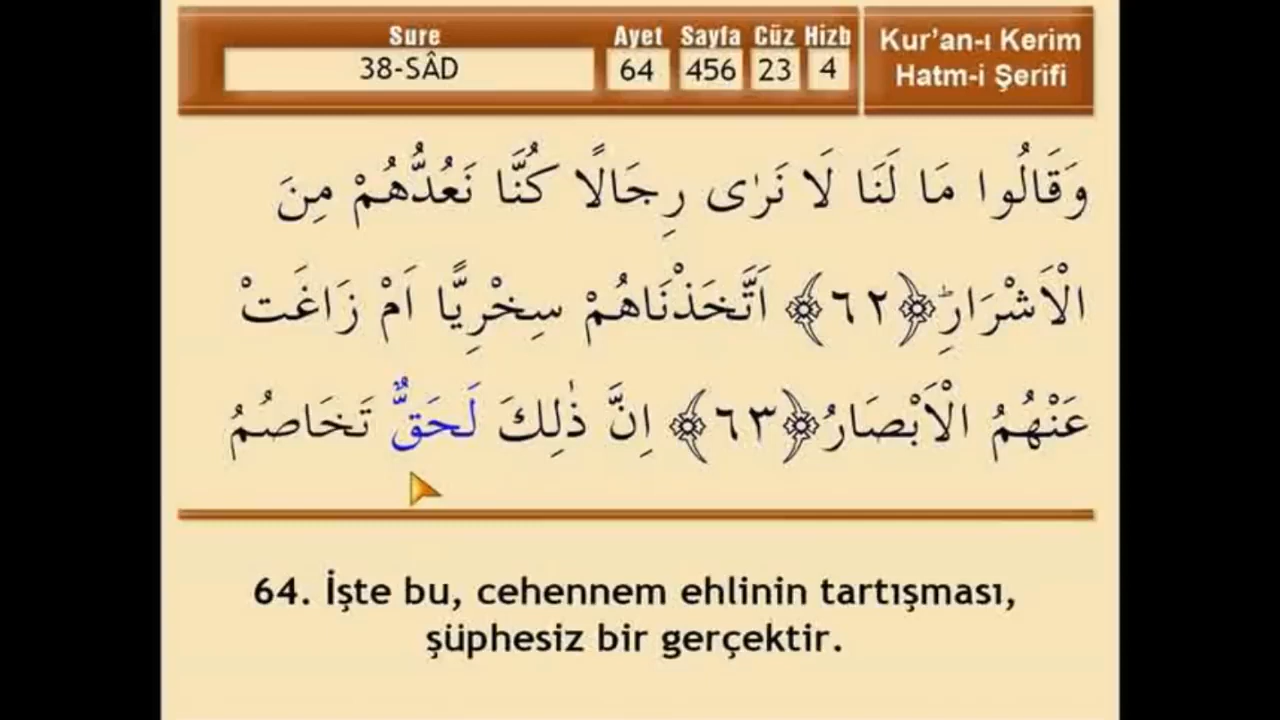 Sure Ayet Sayfa Cüz Hizb
38-SÂD 64 456 23 4
Kur'an-ı Kerim
Hatm-i Şerifi
وَقَالُوا مَا لَنَا لَا نَرٰى رِجَالًا كُنَّا نَعُدُّهُمْ مِنَ
الْاَشْرَارِۜ ﴿٦٢﴾ اَتَّخَذْنَاهُمْ سِخْرِيًّا اَمْ زَاغَتْ
عَنْهُمُ الْاَبْصَارُ ﴿٦٣﴾ اِنَّ ذٰلِكَ لَحَقٌّ تَخَاصُمُ
64. İşte bu, cehennem ehlinin tartışması,
şüphesiz bir gerçektir.